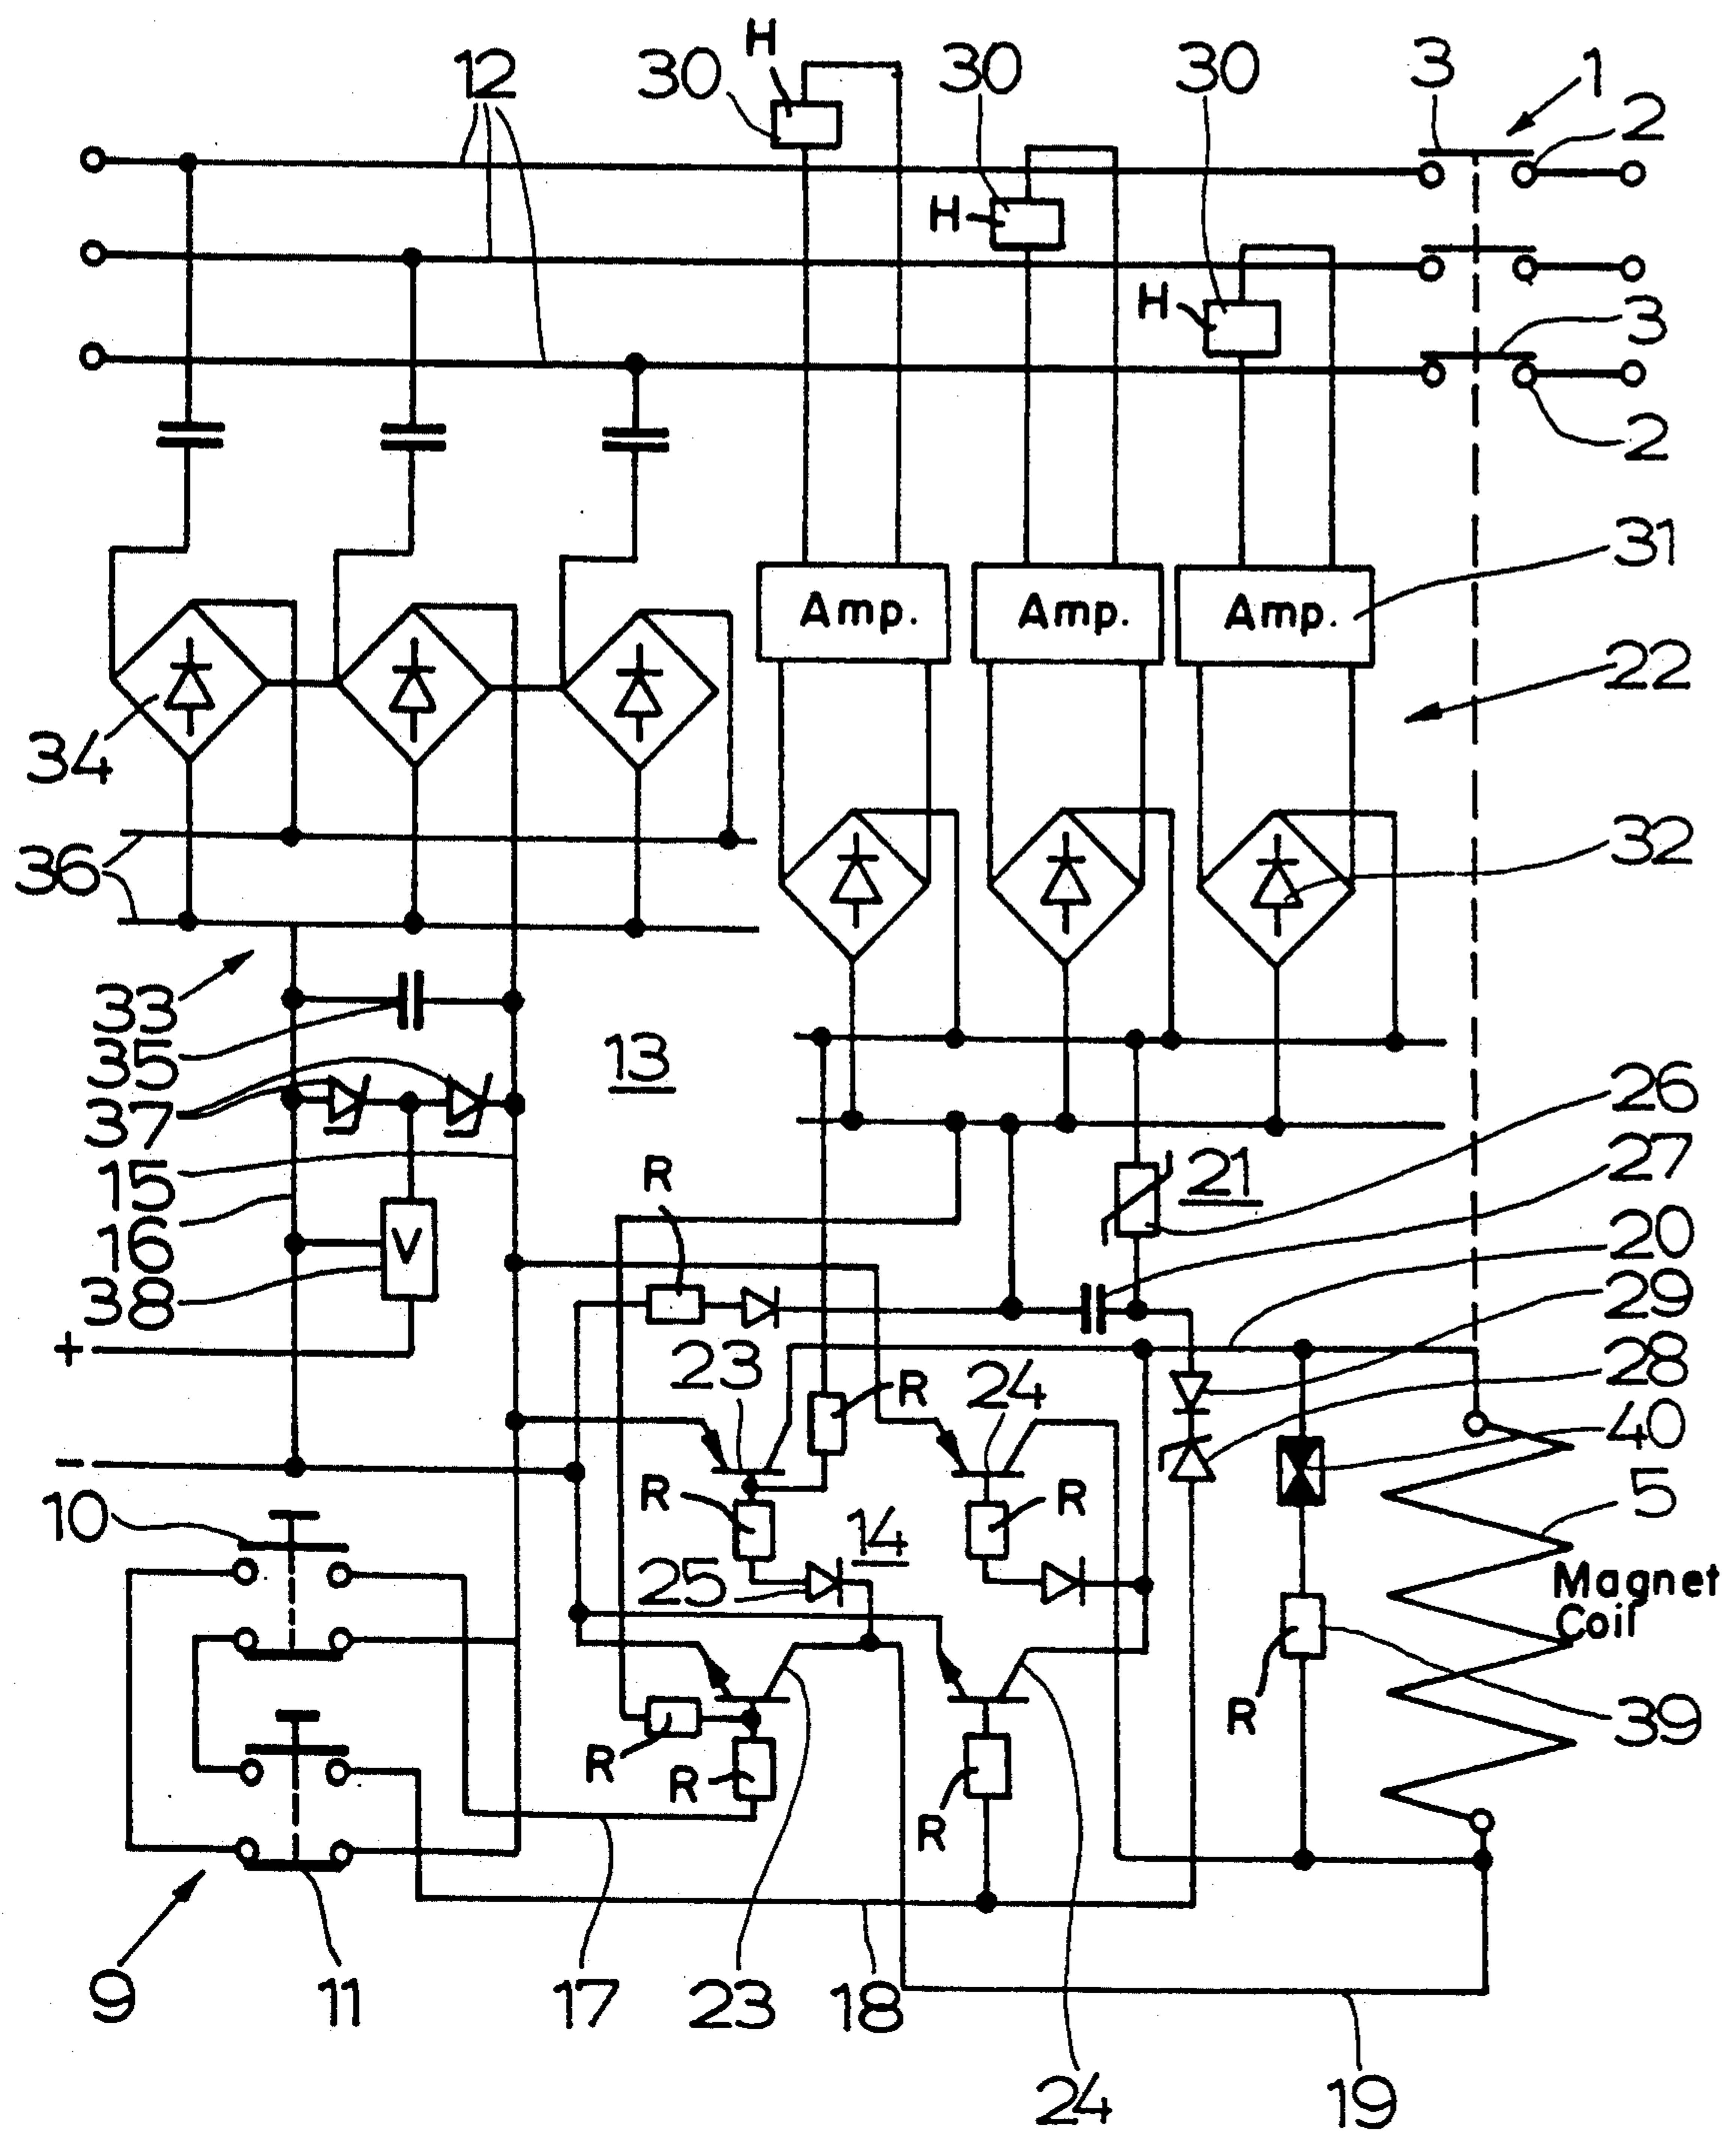 H
12 30 30 30 3 1
2
H
H
3
2
31
Amp. Amp. Amp.
22
34
32
36
33
35 13
37 26
15 R 21 27
16 V 20
38 29
+ 23 R 24 28
- 40
10 R 14 R 5
25 Magnet
Coil
R 39
R R R
9 11 17 23 18
24 19